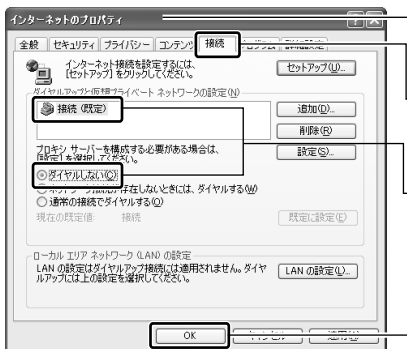 インターネットのプロパティ
全般 セキュリティ プライバシー コンテンツ 接続
インターネット接続を設定するには、
[セットアップ] をクリックしてください。
セットアップ(U)...
ダイヤルアップと仮想プライベート ネットワークの設定(N)
接続 (既定)
追加(D)...
削除(R)
プロキシ サーバーを構成する必要がある場合は、
[設定] を選択してください。
設定(S)...
ダイヤルしない(C)
ネットワーク接続が存在しないときには、ダイヤルする(W)
通常の接続でダイヤルする(O)
現在の既定値: 接続
既定に設定(E)
ローカル エリア ネットワーク (LAN) の設定
LAN の設定はダイヤルアップ接続には適用されません。ダイヤ
ルアップには上の設定を選択してください。
LAN の設定(L)...
OK